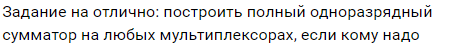 Задание на отлично: построить полный одноразрядный
сумматор на любых мультиплексорах, если кому надо